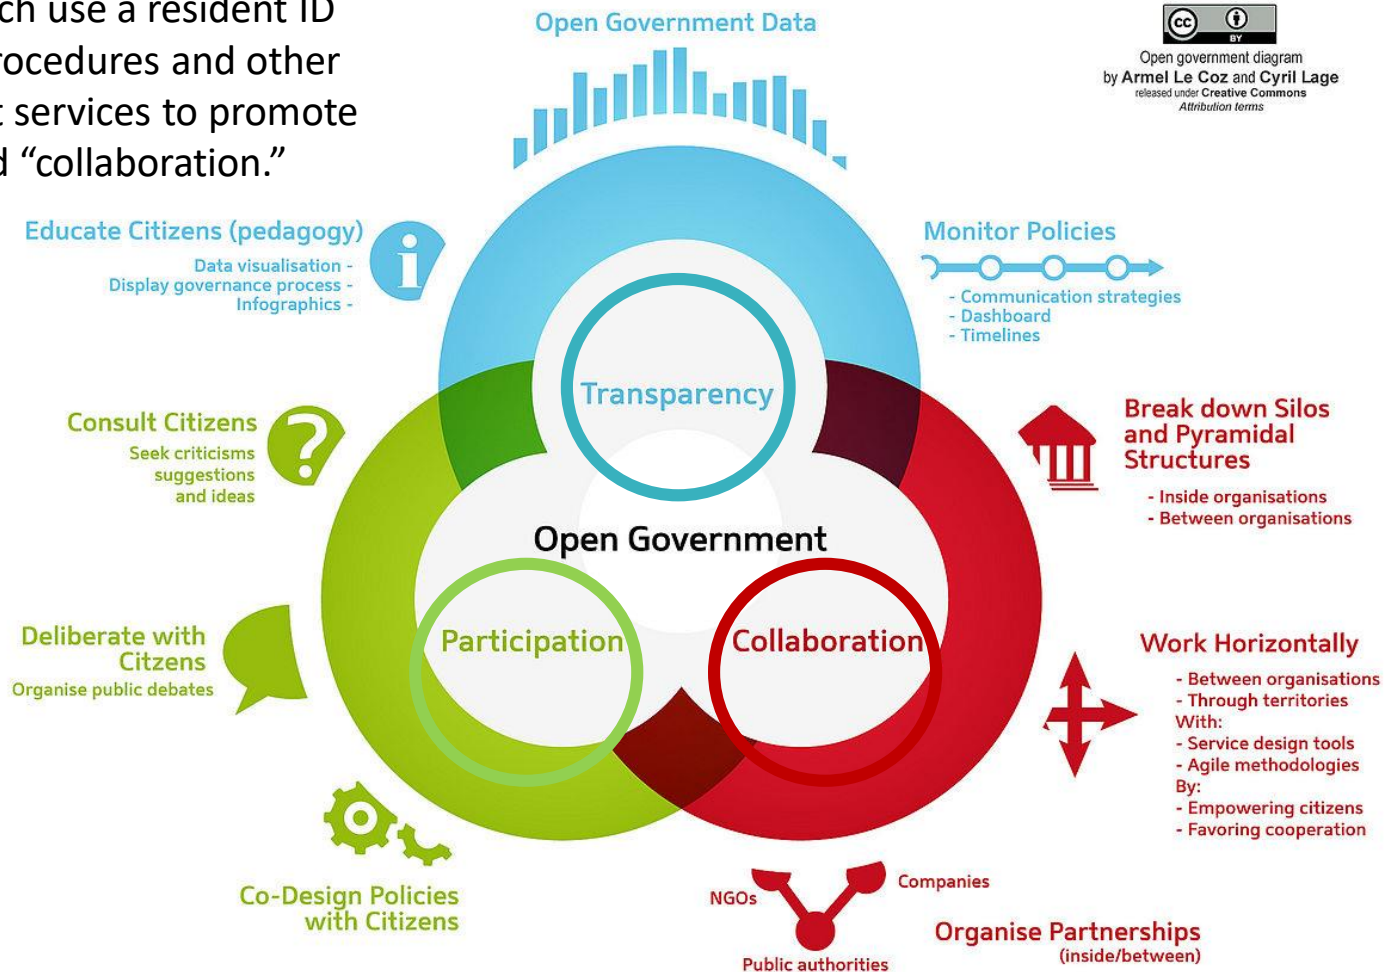 ch use a resident ID
rocedures and other
t services to promote
d “collaboration.”
Open Government Data
cc
BY
Open government diagram
by Armel Le Coz and Cyril Lage
released under Creative Commons
Attribution terms
Educate Citizens (pedagogy)
Data visualisation -
Display governance process -
Infographics -
i
Monitor Policies
- Communication strategies
- Dashboard
- Timelines
Transparency
Consult Citizens
Seek criticisms
suggestions
and ideas
?
Break down Silos
and Pyramidal
Structures
- Inside organisations
- Between organisations
Open Government
Participation
Collaboration
Deliberate with
Citzens
Organise public debates
Work Horizontally
- Between organisations
- Through territories
With:
- Service design tools
- Agile methodologies
By:
- Empowering citizens
- Favoring cooperation
Co-Design Policies
with Citizens
NGOs
Companies
Public authorities
Organise Partnerships
(inside/between)